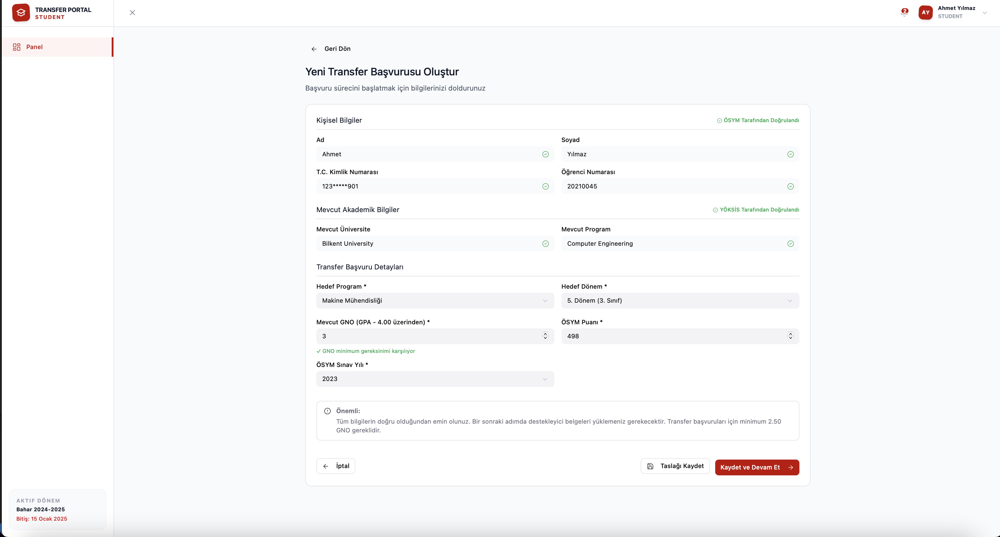 TRANSFER PORTAL
STUDENT
2
AY
Ahmet Yılmaz
STUDENT
Panel
Geri Dön
Yeni Transfer Başvurusu Oluştur
Başvuru sürecini başlatmak için bilgilerinizi doldurunuz
Kişisel Bilgiler
ÖSYM Tarafından Doğrulandı
Ad
Soyad
Ahmet
Yılmaz
T.C. Kimlik Numarası
Öğrenci Numarası
123*****901
20210045
Mevcut Akademik Bilgiler
YÖKSİS Tarafından Doğrulandı
Mevcut Üniversite
Mevcut Program
Bilkent University
Computer Engineering
Transfer Başvuru Detayları
Hedef Program *
Hedef Dönem *
Makine Mühendisliği
5. Dönem (3. Sınıf)
Mevcut GNO (GPA - 4.00 üzerinden) *
ÖSYM Puanı *
3
498
✓ GNO minimum gereksinimi karşılıyor
ÖSYM Sınav Yılı *
2023
Önemli:
Tüm bilgilerin doğru olduğundan emin olunuz. Bir sonraki adımda destekleyici belgeleri yüklemeniz gerekecektir. Transfer başvuruları için minimum 2.50
GNO gereklidir.
İptal
Taslağı Kaydet
Kaydet ve Devam Et
AKTIF DÖNEM
Bahar 2024-2025
Bitiş: 15 Ocak 2025